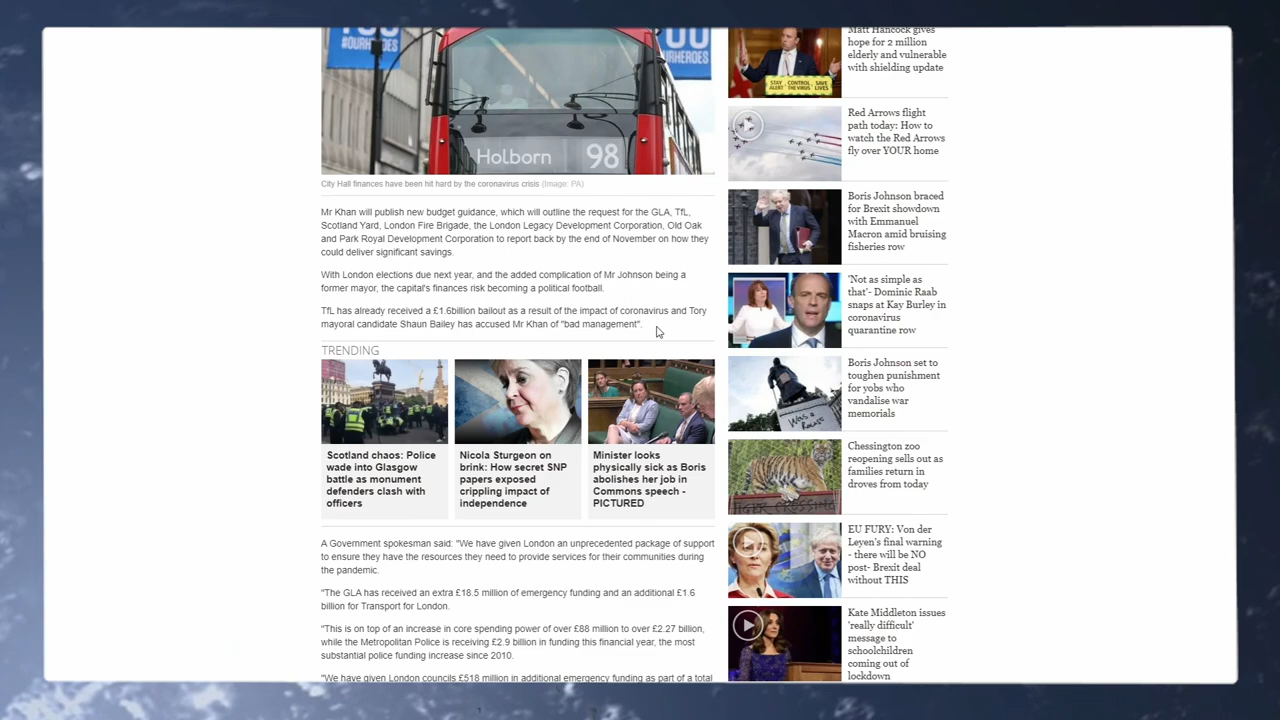 #OURHEROES
Holborn 98
City Hall finances have been hit hard by the coronavirus crisis (Image: PA)
Mr Khan will publish new budget guidance, which will outline the request for the GLA, TfL,
Scotland Yard, London Fire Brigade, the London Legacy Development Corporation, Old Oak
and Park Royal Development Corporation to report back by the end of November on how they
could deliver significant savings.
With London elections due next year, and the added complication of Mr Johnson being a
former mayor, the capital's finances risk becoming a political football.
TfL has already received a £1.6billion bailout as a result of the impact of coronavirus and Tory
mayoral candidate Shaun Bailey has accused Mr Khan of "bad management".
TRENDING
Scotland chaos: Police
wade into Glasgow
battle as monument
defenders clash with
officers
Nicola Sturgeon on
brink: How secret SNP
papers exposed
crippling impact of
independence
Minister looks
physically sick as Boris
abolishes her job in
Commons speech -
PICTURED
A Government spokesman said: "We have given London an unprecedented package of support
to ensure they have the resources they need to provide services for their communities during
the pandemic.
"The GLA has received an extra £18.5 million of emergency funding and an additional £1.6
billion for Transport for London.
"This is on top of an increase in core spending power of over £88 million to over £2.27 billion,
while the Metropolitan Police is receiving £2.9 billion in funding this financial year, the most
substantial police funding increase since 2010.
"We have given London councils £518 million in additional emergency funding as part of a total
Matt Hancock gives
hope for 2 million
elderly and vulnerable
with shielding update
STAY CONTROL SAVE
ALERT THE VIRUS LIVES
Red Arrows flight
path today: How to
watch the Red Arrows
fly over YOUR home
Boris Johnson braced
for Brexit showdown
with Emmanuel
Macron amid bruising
fisheries row
'Not as simple as
that'- Dominic Raab
snaps at Kay Burley in
coronavirus
quarantine row
Boris Johnson set to
toughen punishment
for yobs who
vandalise war
memorials
Was a
Racist
Chessington zoo
reopening sells out as
families return in
droves from today
TIGER CROSSING
EU FURY: Von der
Leyen's final warning
- there will be NO
post- Brexit deal
without THIS
Kate Middleton issues
'really difficult'
message to
schoolchildren
coming out of
lockdown